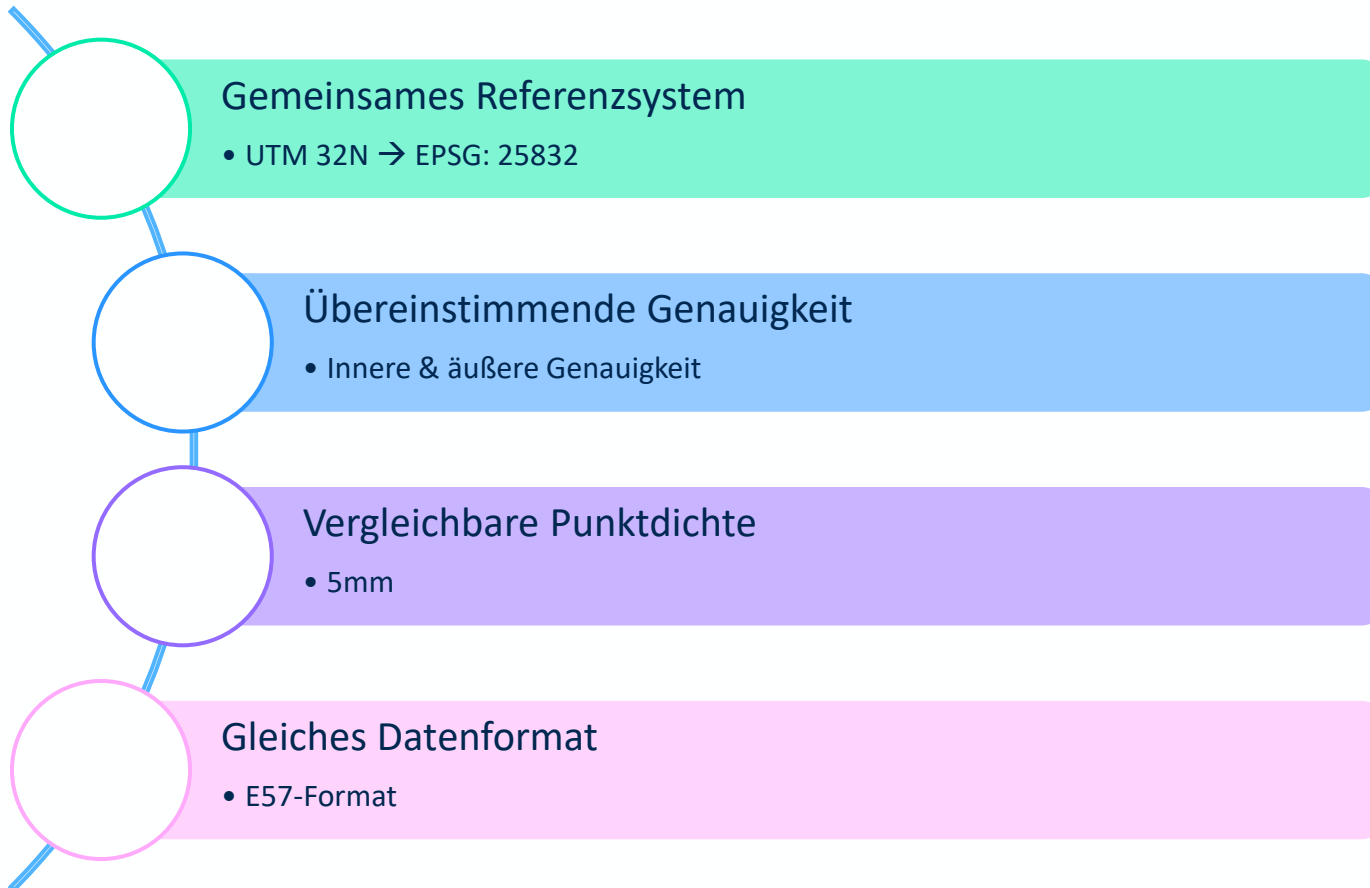 Gemeinsames Referenzsystem
• UTM 32N → EPSG: 25832
Übereinstimmende Genauigkeit
• Innere & äußere Genauigkeit
Vergleichbare Punktdichte
• 5mm
Gleiches Datenformat
• E57-Format